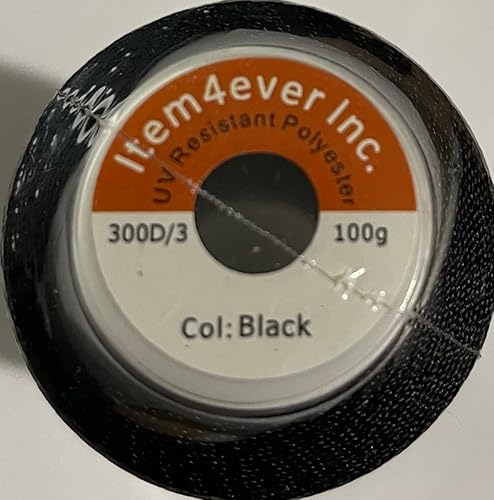 Item4ever Inc.
UV Resistant Polyester
300D/3 100g
Col: Black